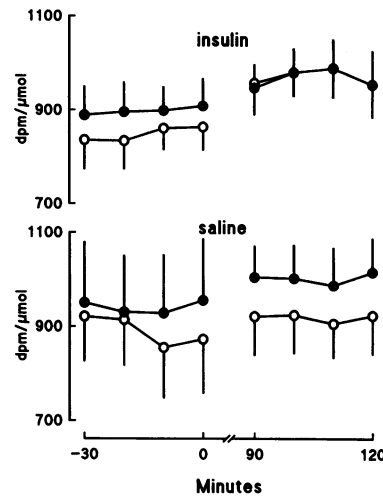 1100
insulin
dpm/μmol
900
700
saline
1100
dpm/μmol
900
700
-30 0 90 120
Minutes